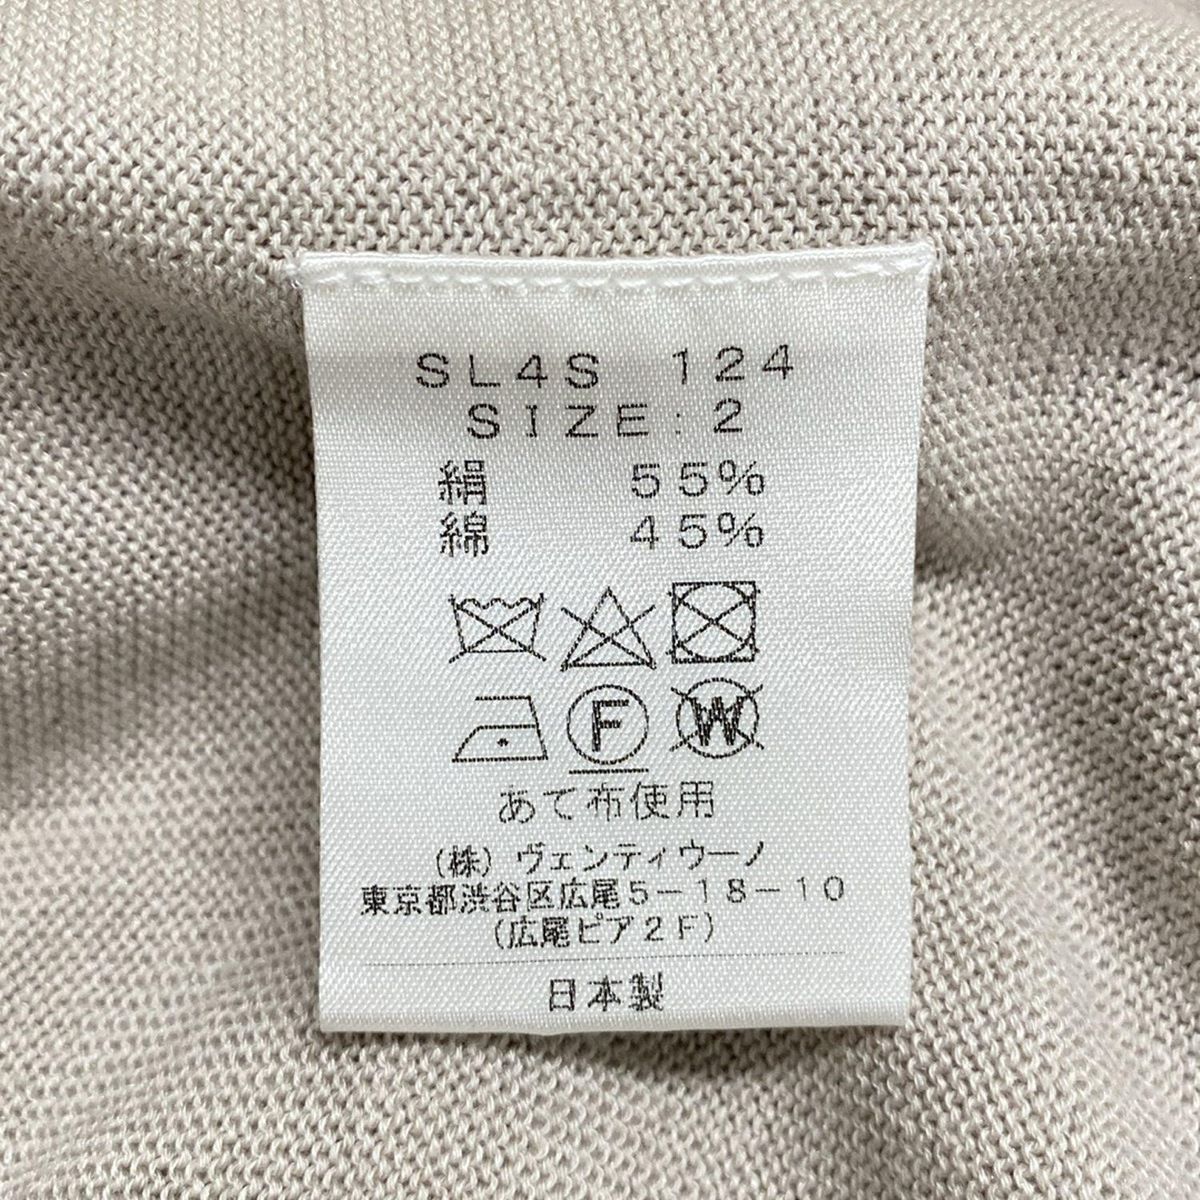 SL4S 124
SIZE: 2
絹 55%
綿 45%
F W
あて布使用
(株) ヴェンティウーノ
東京都渋谷区広尾5-18-10
(広尾ピア2F)
日本製